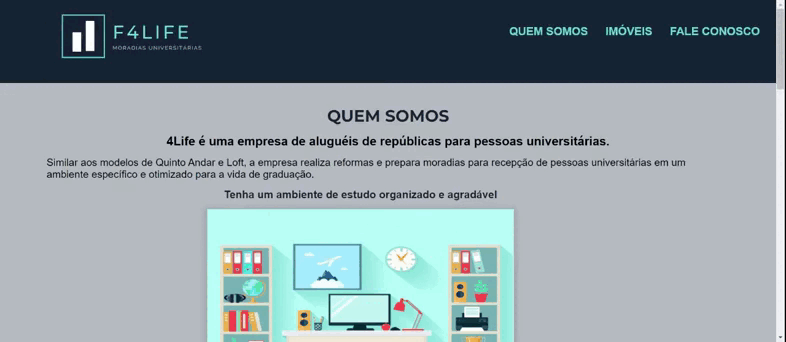 F4LIFE
MORADIAS UNIVERSITÁRIAS
QUEM SOMOS IMÓVEIS FALE CONOSCO
QUEM SOMOS
4Life é uma empresa de aluguéis de repúblicas para pessoas universitárias.
Similar aos modelos de Quinto Andar e Loft, a empresa realiza reformas e prepara moradias para recepção de pessoas universitárias em um
ambiente específico e otimizado para a vida de graduação.
Tenha um ambiente de estudo organizado e agradável